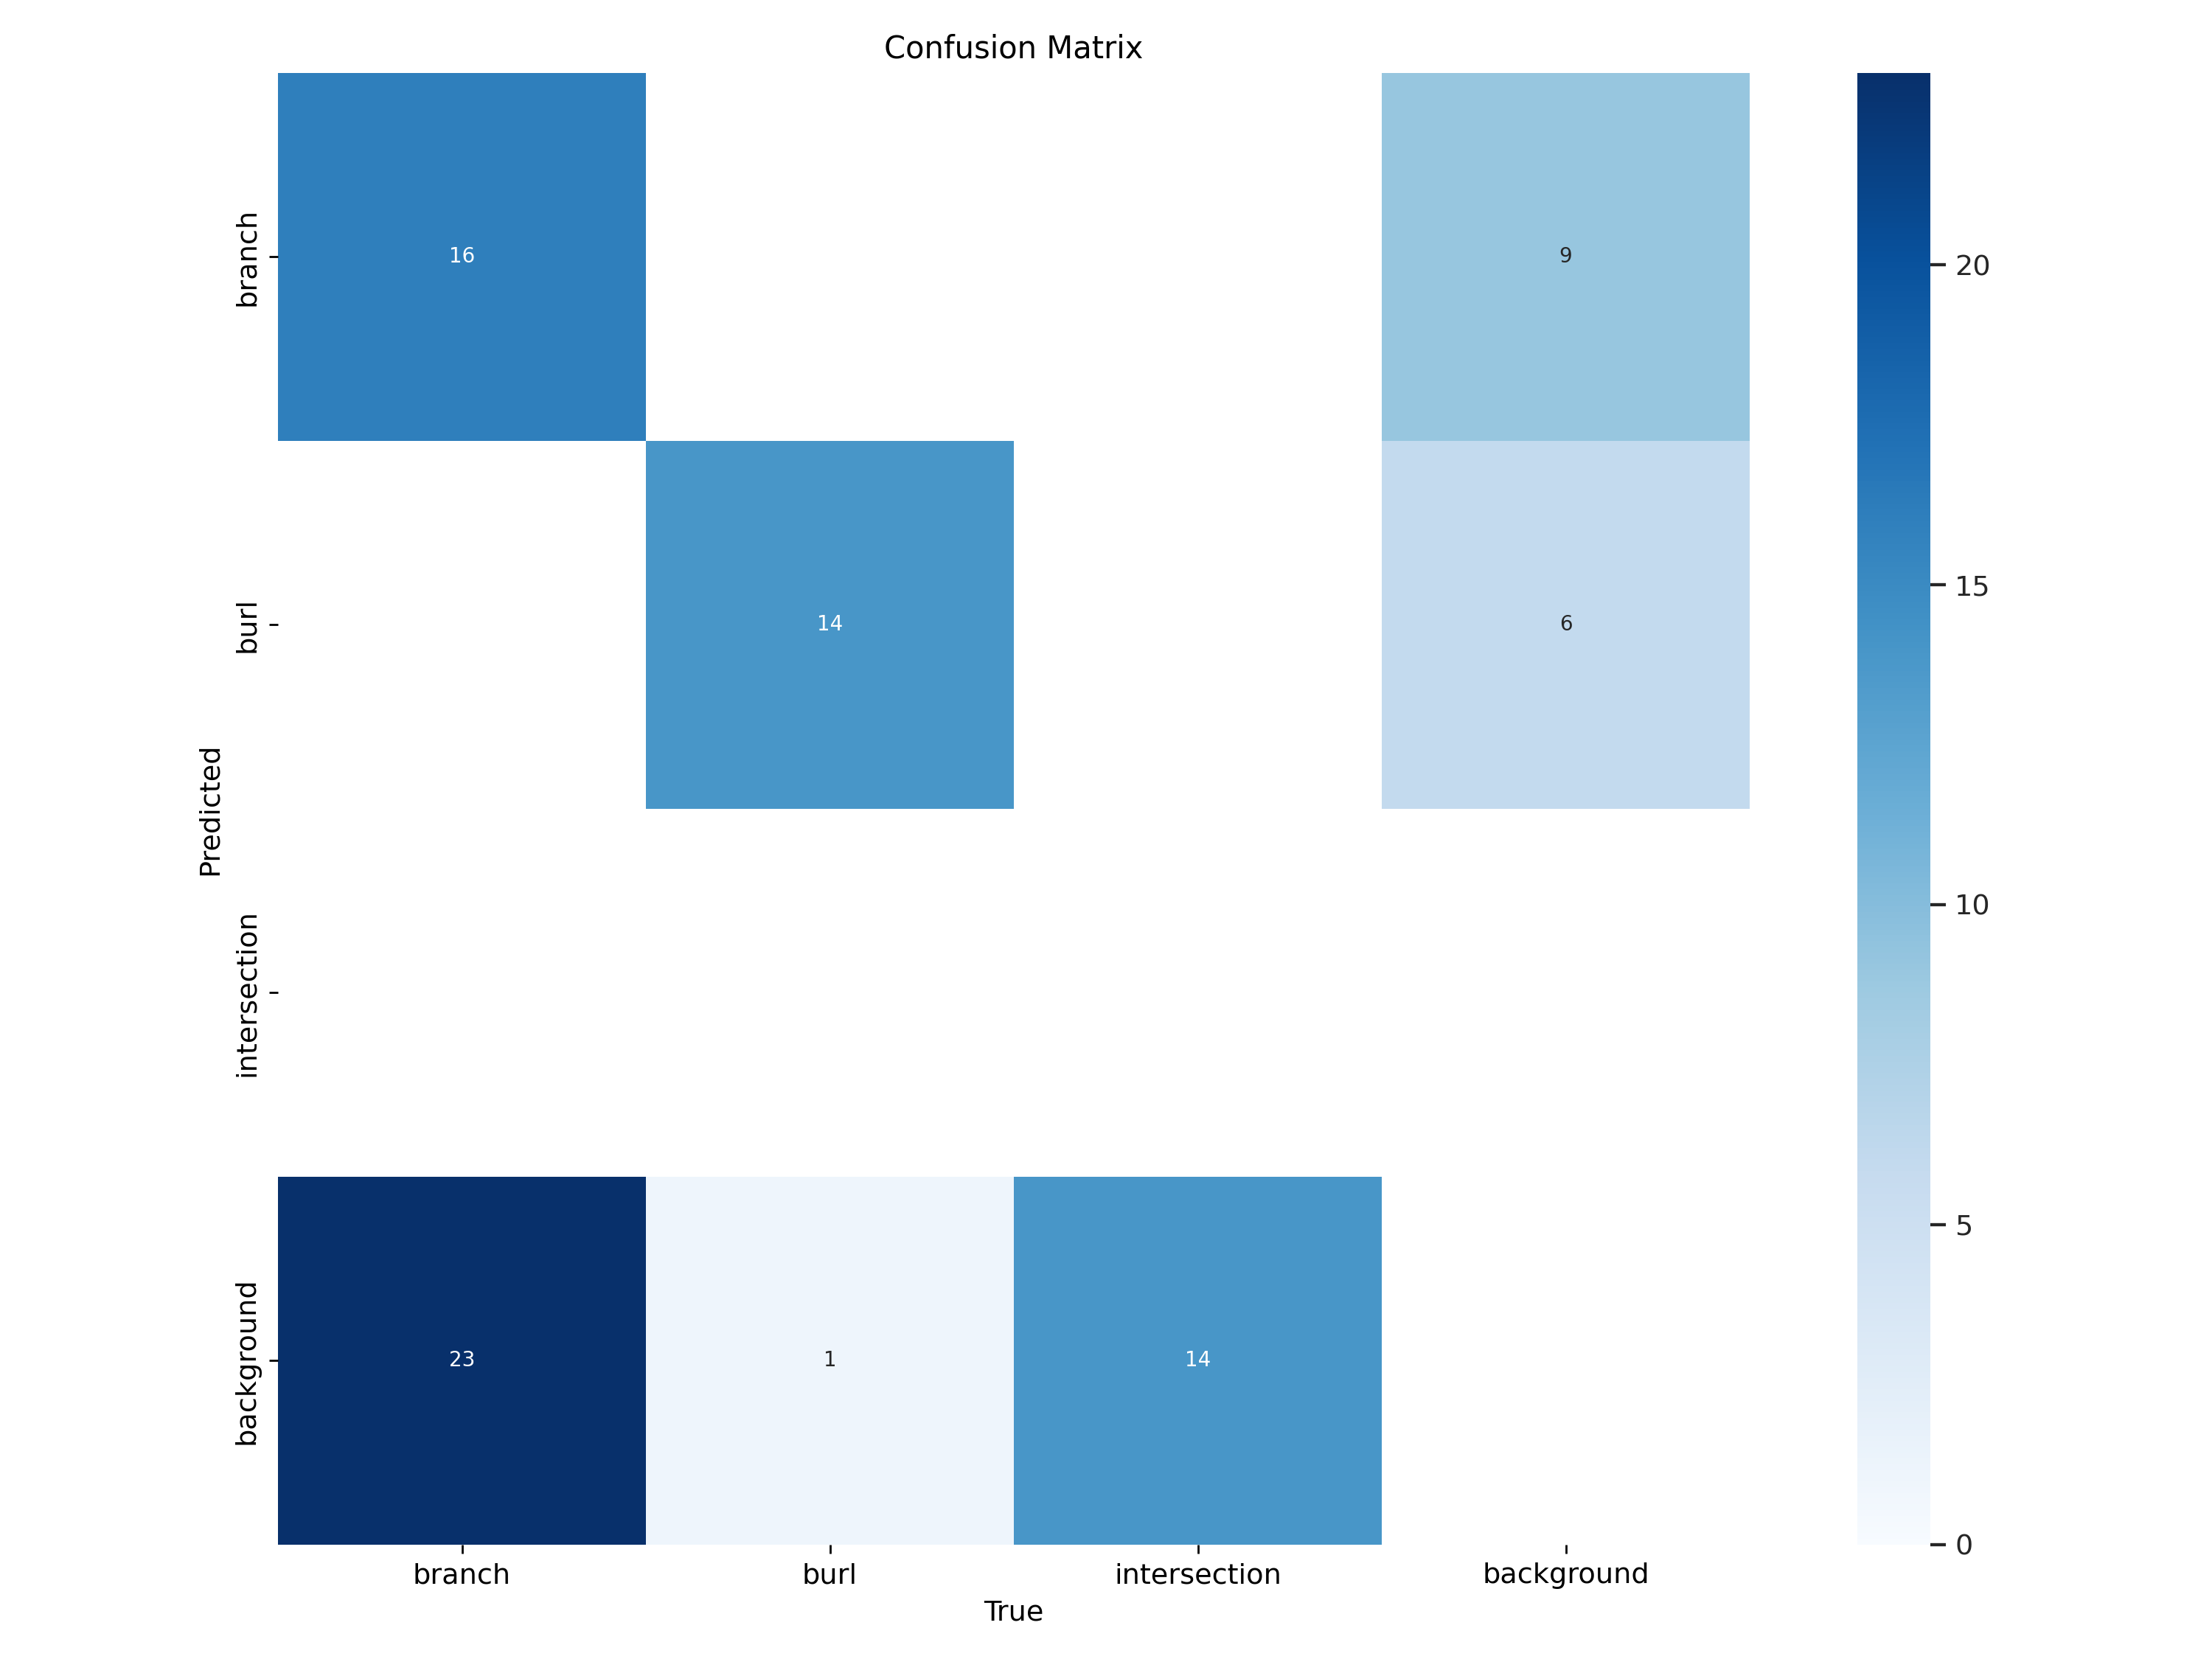 Confusion Matrix
branch
16
9
20
burl
14
6
15
Predicted
intersection
10
background
23
1
14
5
0
branch
burl
intersection
background
True